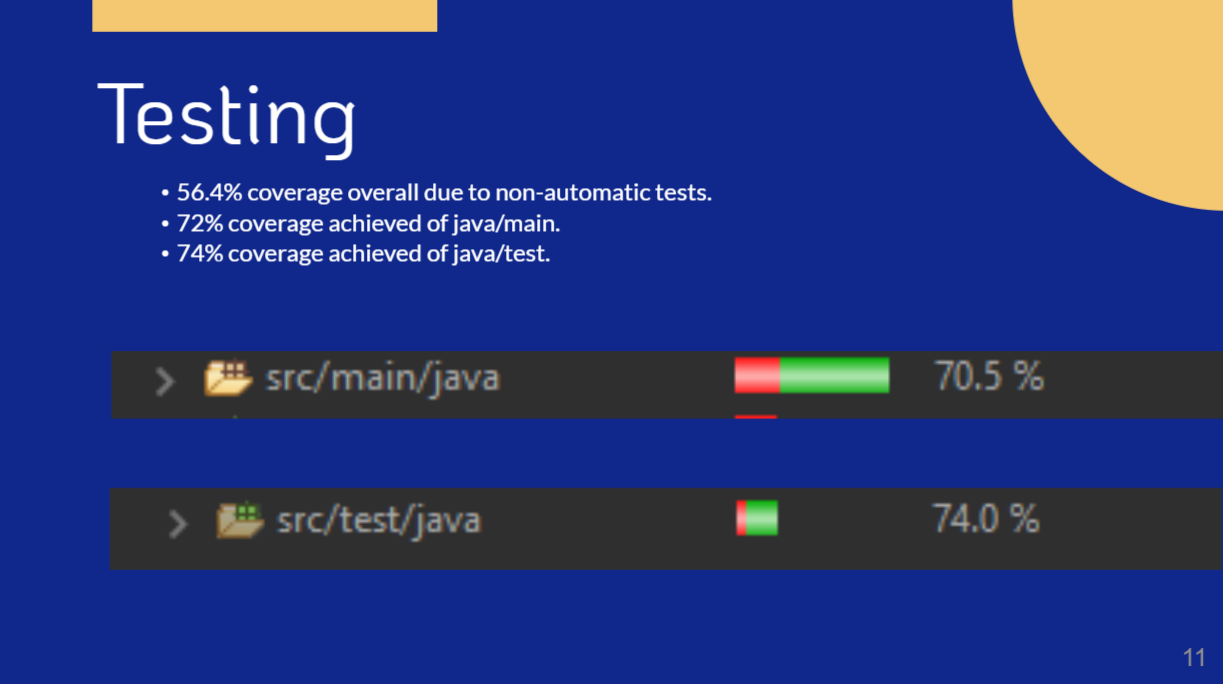 Testing
• 56.4% coverage overall due to non-automatic tests.
• 72% coverage achieved of java/main.
• 74% coverage achieved of java/test.
src/main/java 70.5 %
src/test/java 74.0 %
11